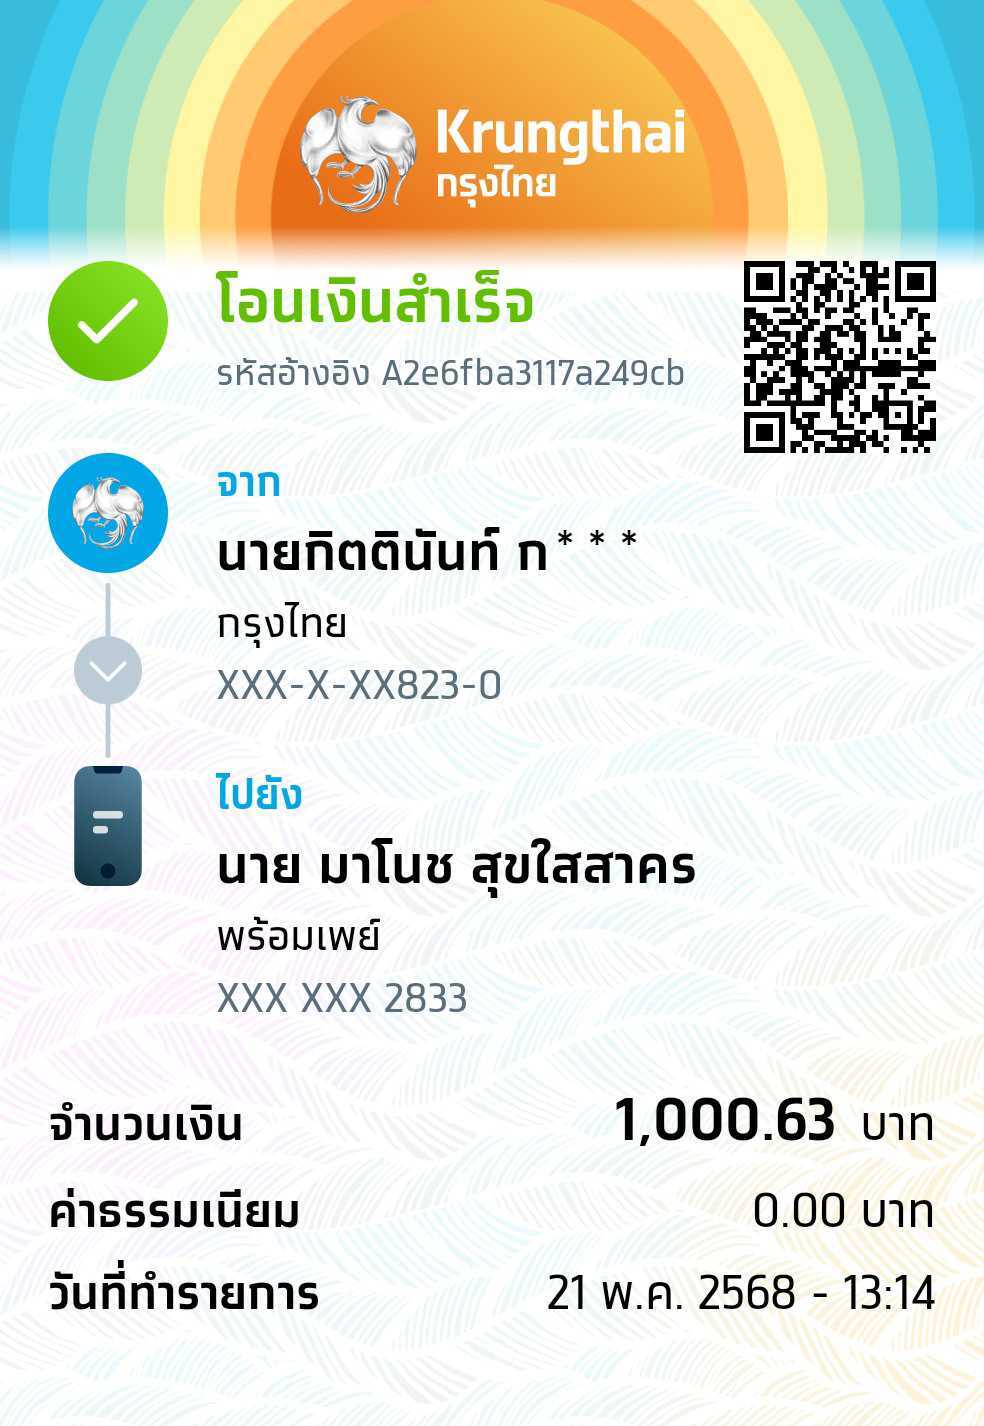 Krungthai
กรุงไทย
โอนเงินสำเร็จ
รหัสอ้างอิง A2e6fba3117a249cb
จาก
นายกิตตินันท์ ก***
กรุงไทย
XXX-X-XX823-0
ไปยัง
นาย มาโนช สุขใสสาคร
พร้อมเพย์
XXX XXX 2833
จำนวนเงิน 1,000.63 บาท
ค่าธรรมเนียม 0.00 บาท
วันที่ทำรายการ 21 พ.ค. 2568 - 13:14